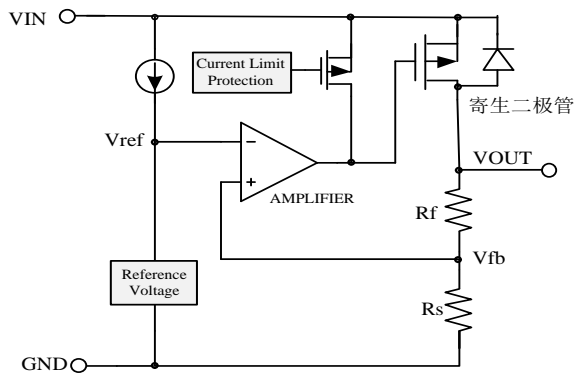 VIN
Current Limit
Protection
寄生二极管
Vref
−
+
AMPLIFIER
VOUT
Rf
Vfb
Reference
Voltage
Rs
GND